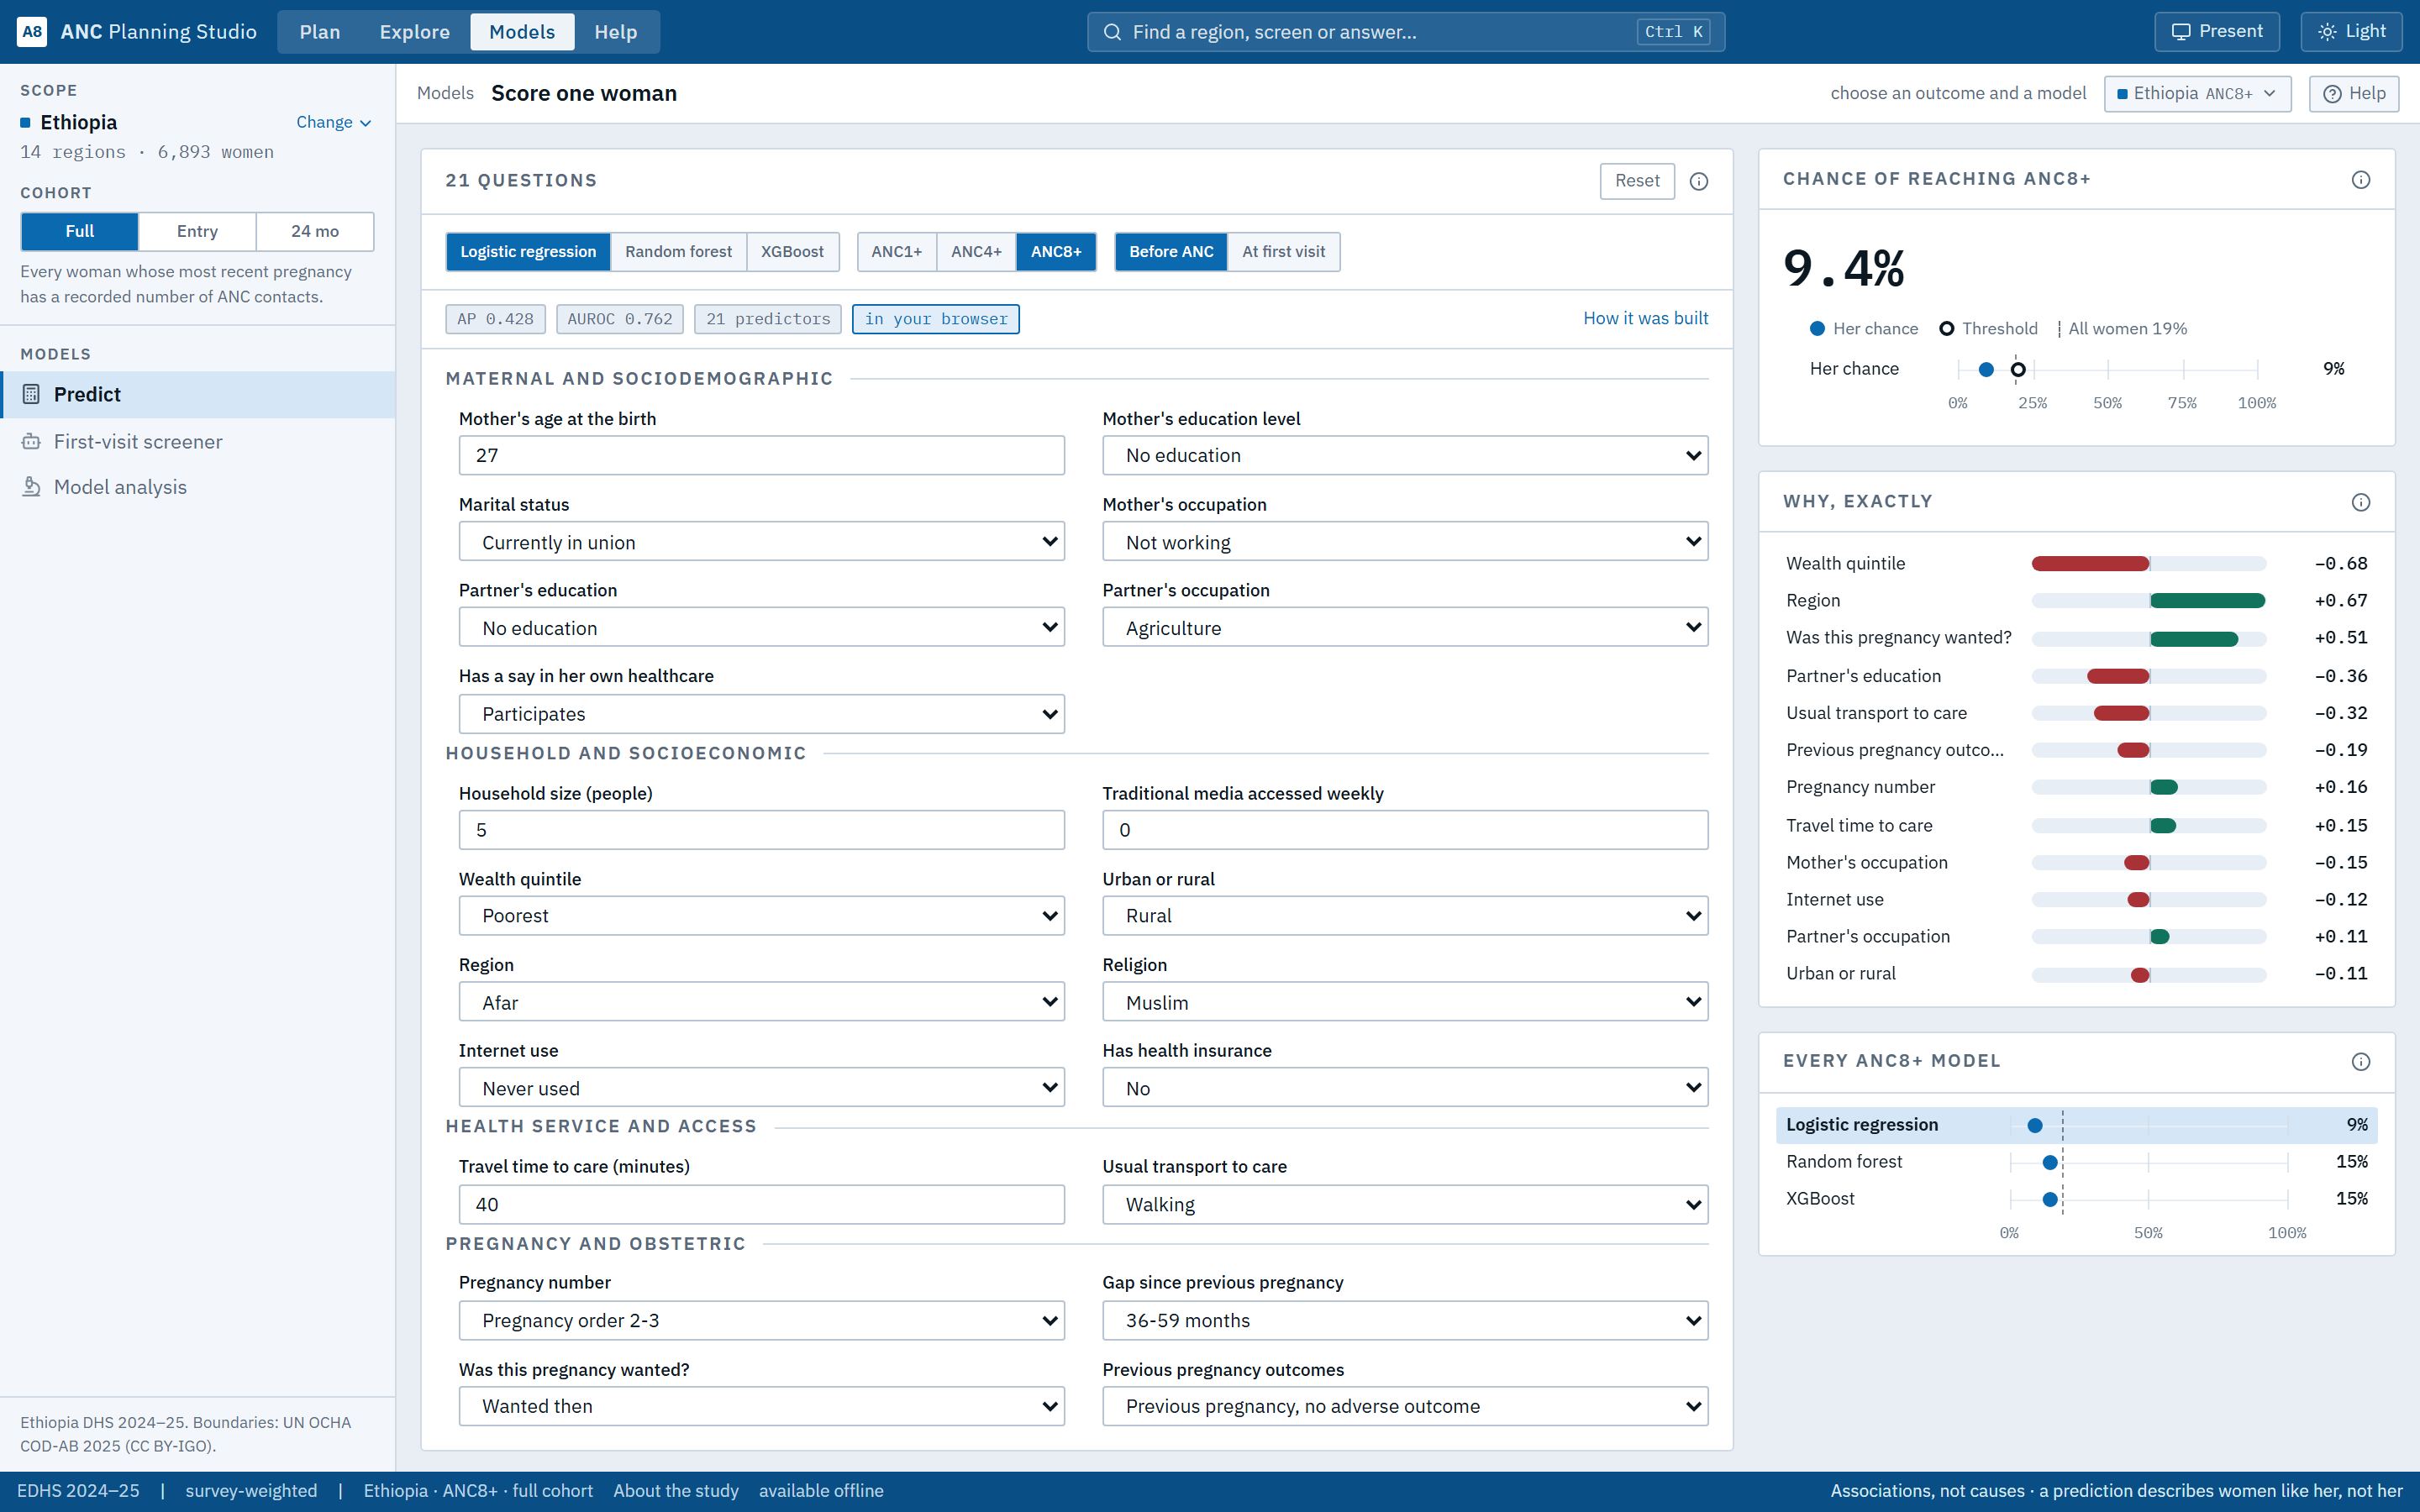 A8 ANC Planning Studio Plan Explore Models Help Find a region, screen or answer... Ctrl K Present Light
SCOPE
Ethiopia Change
14 regions · 6,893 women
COHORT
Full Entry 24 mo
Every woman whose most recent pregnancy
has a recorded number of ANC contacts.
MODELS
Predict
First-visit screener
Model analysis
Ethiopia DHS 2024–25. Boundaries: UN OCHA
COD-AB 2025 (CC BY-IGO).
Models Score one woman choose an outcome and a model Ethiopia ANC8+ Help
21 QUESTIONS Reset
Logistic regression Random forest XGBoost ANC1+ ANC4+ ANC8+ Before ANC At first visit
AP 0.428 AUROC 0.762 21 predictors in your browser How it was built
MATERNAL AND SOCIODEMOGRAPHIC
Mother's age at the birth Mother's education level
27 No education
Marital status Mother's occupation
Currently in union Not working
Partner's education Partner's occupation
No education Agriculture
Has a say in her own healthcare
Participates
HOUSEHOLD AND SOCIOECONOMIC
Household size (people) Traditional media accessed weekly
5 0
Wealth quintile Urban or rural
Poorest Rural
Region Religion
Afar Muslim
Internet use Has health insurance
Never used No
HEALTH SERVICE AND ACCESS
Travel time to care (minutes) Usual transport to care
40 Walking
PREGNANCY AND OBSTETRIC
Pregnancy number Gap since previous pregnancy
Pregnancy order 2-3 36-59 months
Was this pregnancy wanted? Previous pregnancy outcomes
Wanted then Previous pregnancy, no adverse outcome
CHANCE OF REACHING ANC8+
9.4%
Her chance Threshold All women 19%
Her chance 9%
0% 25% 50% 75% 100%
WHY, EXACTLY
Wealth quintile −0.68
Region +0.67
Was this pregnancy wanted? +0.51
Partner's education −0.36
Usual transport to care −0.32
Previous pregnancy outco... −0.19
Pregnancy number +0.16
Travel time to care +0.15
Mother's occupation −0.15
Internet use −0.12
Partner's occupation +0.11
Urban or rural −0.11
EVERY ANC8+ MODEL
Logistic regression 9%
Random forest 15%
XGBoost 15%
0% 50% 100%
EDHS 2024–25 | survey-weighted | Ethiopia · ANC8+ · full cohort About the study available offline Associations, not causes · a prediction describes women like her, not her